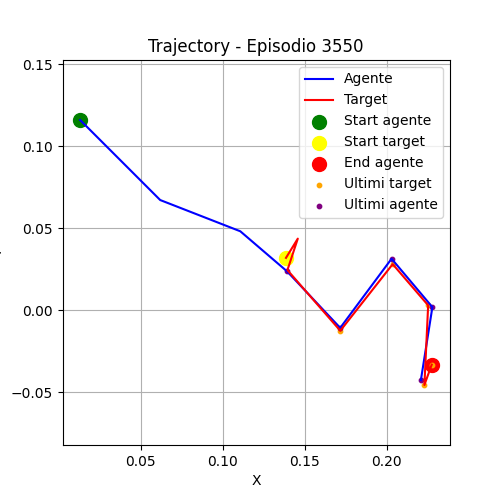 Trajectory - Episodio 3550
Agente
Target
Start agente
Start target
End agente
Ultimi target
Ultimi agente
0.15
0.10
0.05
0.00
−0.05
0.05
0.10
0.15
0.20
X